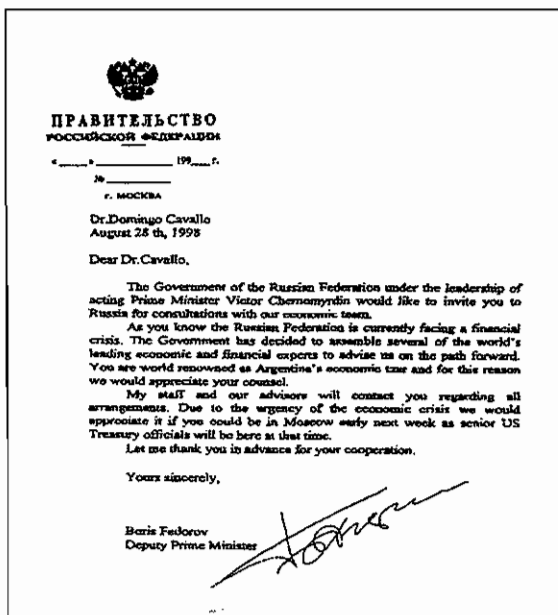 ПРАВИТЕЛЬСТВО
РОССИЙСКОЙ ФЕДЕРАЦИИ
«____» ____________ 199___г.
№ __________
г. МОСКВА
Dr.Domingo Cavallo
August 28 th, 1998
Dear Dr.Cavallo,
The Government of the Russian Federation under the leadership of
acting Prime Minister Victor Chernomyrdin would like to invite you to
Russia for consultations with our economic team.
As you know the Russian Federation is currently facing a financial
crisis. The Government has decided to assemble several of the world's
leading economic and financial experts to advise us on the path forward.
You are world renowned as Argentina's economic tzar and for this reason
we would appreciate your counsel.
My staff and our advisors will contact you regarding all
arrangements. Due to the urgency of the economic crisis we would
appreciate it if you could be in Moscow early next week as senior US
Treasury officials will be here at that time.
Let me thank you in advance for your cooperation.
Yours sincerely,
Boris Fedorov
Deputy Prime Minister